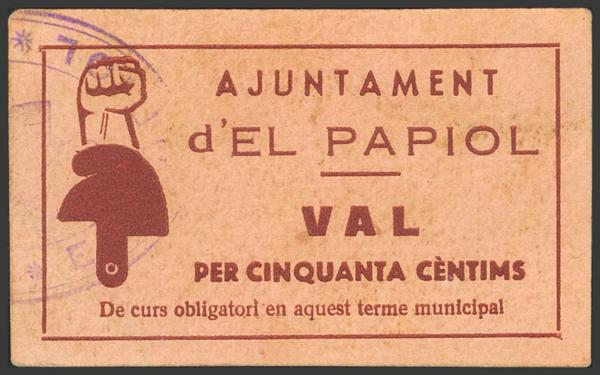 AJUNTAMENT
d'EL PAPIOL
VAL
PER CINQUANTA CÈNTIMS
De curs obligatori en aquest terme municipal